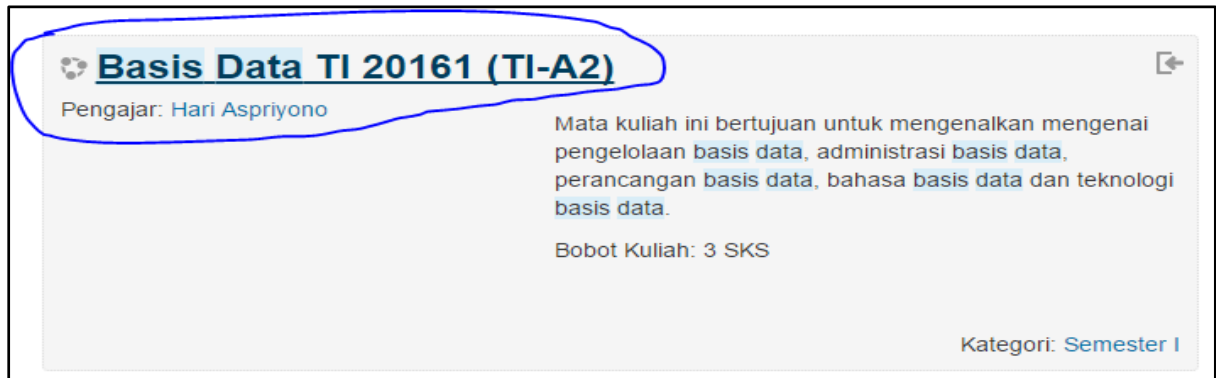 Basis Data TI 20161 (TI-A2)
Pengajar: Hari Aspriyono
Mata kuliah ini bertujuan untuk mengenalkan mengenai
pengelolaan basis data, administrasi basis data,
perancangan basis data, bahasa basis data dan teknologi
basis data.
Bobot Kuliah: 3 SKS
Kategori: Semester I